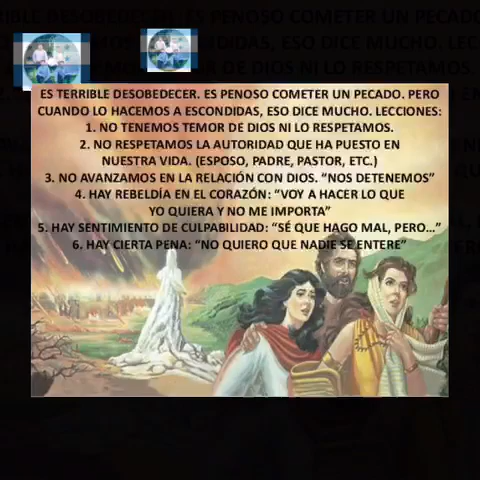 ES TERRIBLE DESOBEDECER. ES PENOSO COMETER UN PECADO. PERO
CUANDO LO HACEMOS A ESCONDIDAS, ESO DICE MUCHO. LECCIONES:
1. NO TENEMOS TEMOR DE DIOS NI LO RESPETAMOS.
2. NO RESPETAMOS LA AUTORIDAD QUE HA PUESTO EN
NUESTRA VIDA. (ESPOSO, PADRE, PASTOR, ETC.)
3. NO AVANZAMOS EN LA RELACIÓN CON DIOS. “NOS DETENEMOS”
4. HAY REBELDÍA EN EL CORAZÓN: “VOY A HACER LO QUE
YO QUIERA Y NO ME IMPORTA”
5. HAY SENTIMIENTO DE CULPABILIDAD: “SÉ QUE HAGO MAL, PERO…”
6. HAY CIERTA PENA: “NO QUIERO QUE NADIE SE ENTERE”